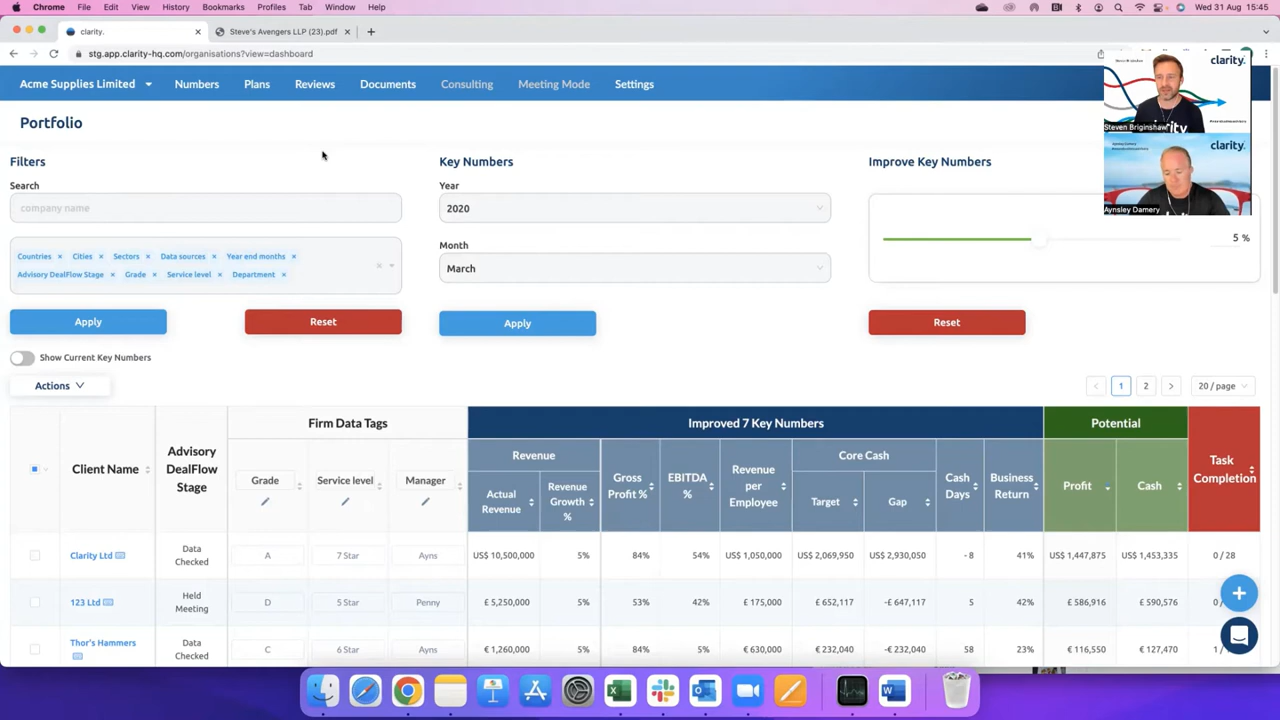 Chrome File Edit View History Bookmarks Profiles Tab Window Help Wed 31 Aug 15:45
clarity. Steve's Avengers LLP (23).pdf
stg.app.clarity-hq.com/organisations?view=dashboard
Acme Supplies Limited Numbers Plans Reviews Documents Consulting Meeting Mode Settings
clarity.
Steven Briginshaw
clarity.
Aynsley Damery
Portfolio
Filters Key Numbers Improve Key Numbers
Search Year
company name 2020
5 %
Month
Countries Cities Sectors Data sources Year end months
March
Advisory DealFlow Stage Grade Service level Department
Apply Reset Apply Reset
Show Current Key Numbers
Actions 1 2 20 / page
Firm Data Tags Improved 7 Key Numbers Potential
Client Name
Advisory
DealFlow
Stage
Grade Service level Manager
Revenue
Actual
Revenue
Revenue
Growth
%
Gross
Profit %
EBITDA
%
Revenue
per
Employee
Core Cash
Target Gap
Cash
Days
Business
Return
Profit Cash
Task
Completion
Clarity Ltd Data Checked A 7 Star Ayns US$ 10,500,000 5% 84% 54% US$ 1,050,000 US$ 2,069,950 US$ 2,930,050 - 8 41% US$ 1,447,875 US$ 1,453,335 0 / 28
123 Ltd Held Meeting D 5 Star Penny £ 5,250,000 5% 53% 42% £ 175,000 £ 652,117 -£ 647,117 5 42% £ 586,916 £ 590,576 0/
Thor's Hammers Data Checked C 6 Star Ayns € 1,260,000 5% 84% 5% € 630,000 € 232,040 -€ 232,040 58 23% € 116,550 € 127,470 1 /